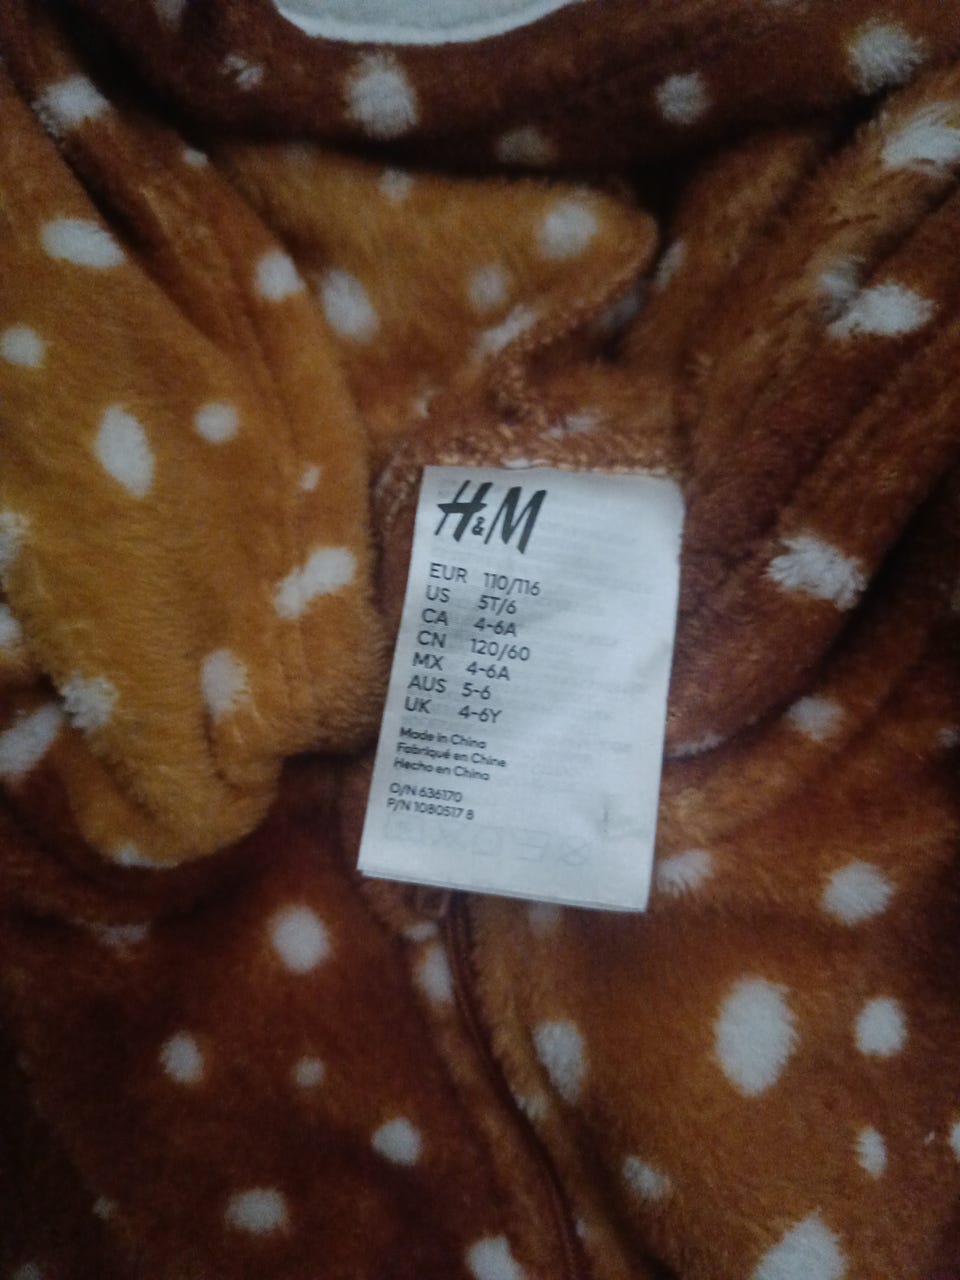 H&M
EUR 110/116
US 5T/6
CA 4-6A
CN 120/60
MX 4-6A
AUS 5-6
UK 4-6Y
Made in China
Fabriqué en Chine
Hecho en China
O/N 636170
P/N 1080517 8